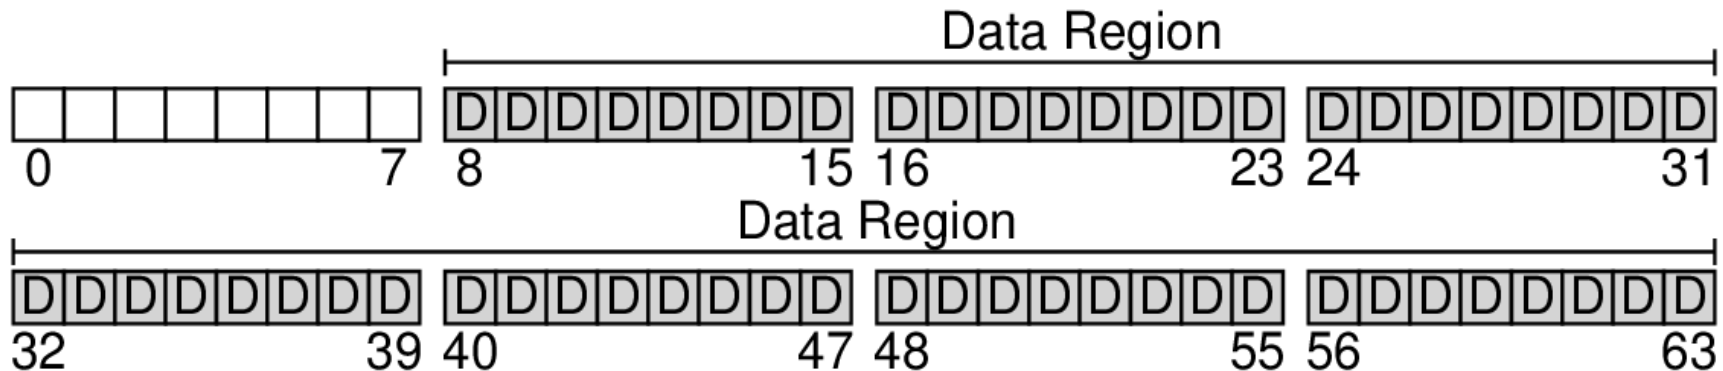 Data Region
D D D D D D D D D D D D D D D D D D D D D D D D
0 7 8 15 16 23 24 31
Data Region
D D D D D D D D D D D D D D D D D D D D D D D D D D D D D D D D
32 39 40 47 48 55 56 63